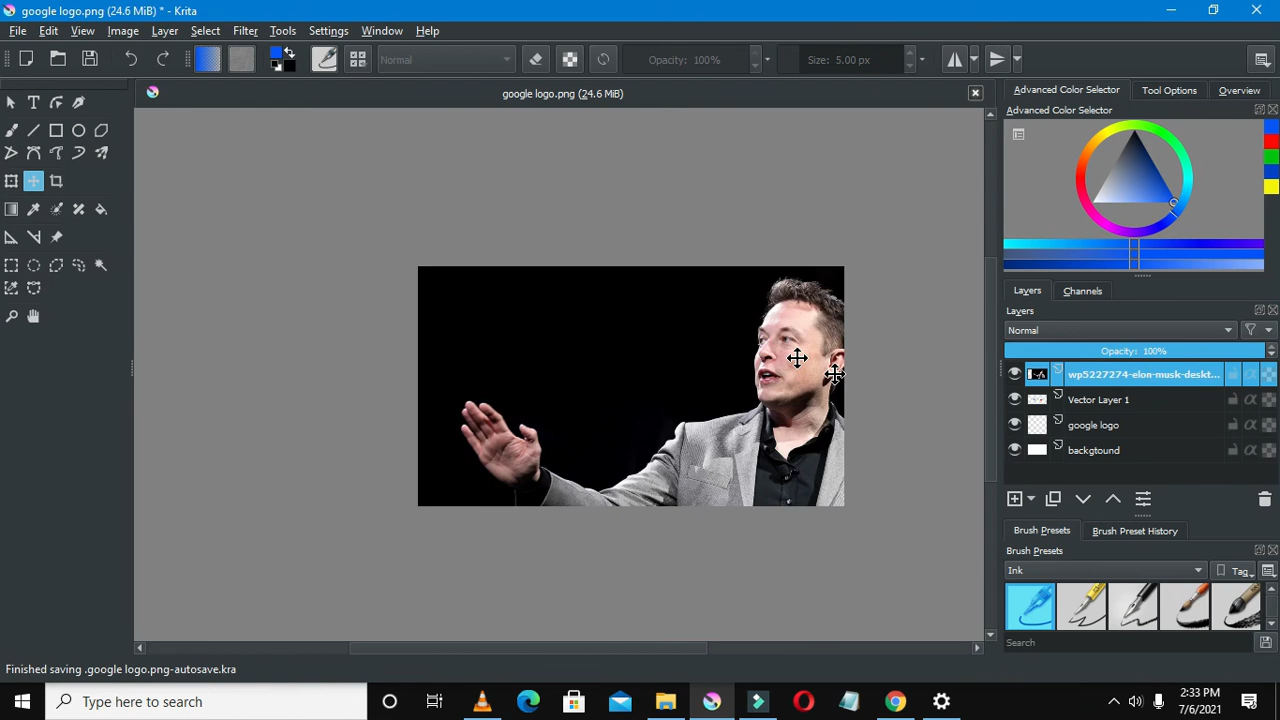 google logo.png (24.6 MiB) * - Krita
File Edit View Image Layer Select Filter Tools Settings Window Help
Normal Opacity: 100% Size: 5.00 px
google logo.png (24.6 MiB)
Advanced Color Selector Tool Options Overview
Advanced Color Selector
Layers Channels
Layers
Normal
Opacity: 100%
wp5227274-elon-musk-deskt...
Vector Layer 1
google logo
backgtound
Brush Presets Brush Preset History
Brush Presets
Ink Tag
Search
Finished saving .google logo.png-autosave.kra
Type here to search
2:33 PM
7/6/2021